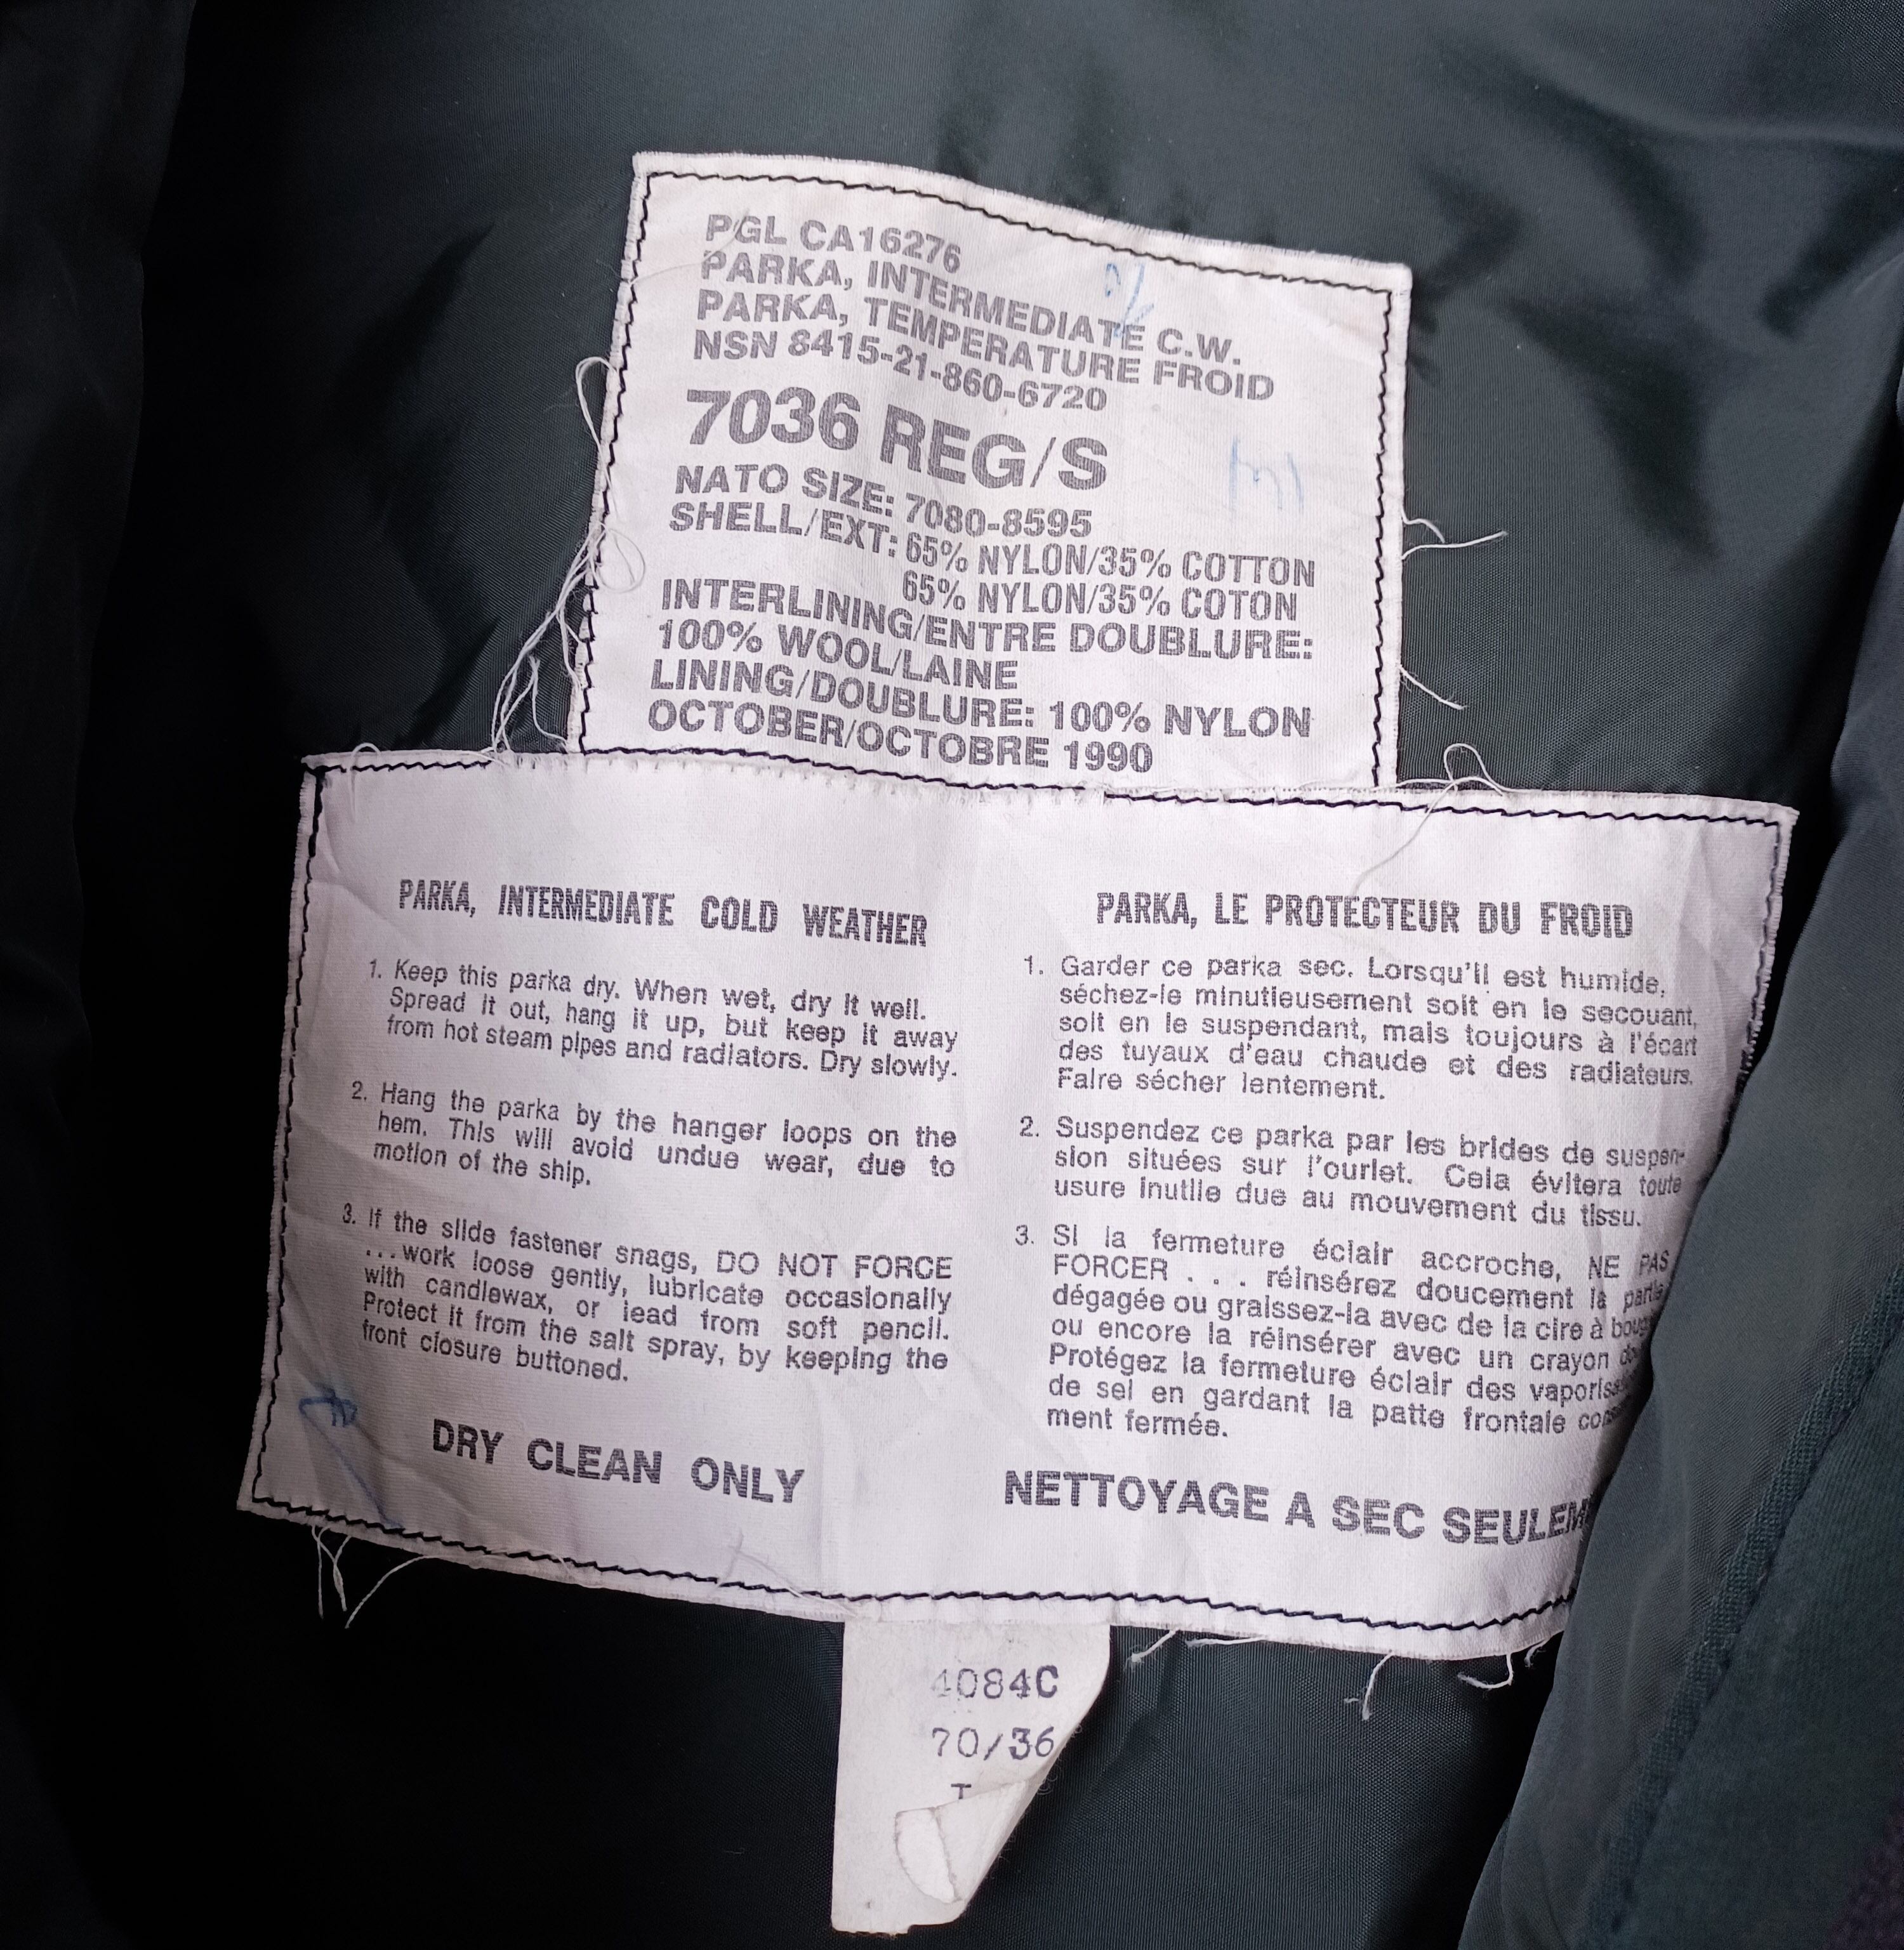 PGL CA16276
PARKA, INTERMEDIATE C.W.
PARKA, TEMPERATURE FROID
NSN 8415-21-860-6720
7036 REG/S
NATO SIZE: 7080-8595
SHELL/EXT: 65% NYLON/35% COTTON
65% NYLON/35% COTON
INTERLINING/ENTRE DOUBLURE:
100% WOOL/LAINE
LINING/DOUBLURE: 100% NYLON
OCTOBER/OCTOBRE 1990
PARKA, INTERMEDIATE COLD WEATHER
1. Keep this parka dry. When wet, dry it well.
Spread it out, hang it up, but keep it away
from hot steam pipes and radiators. Dry slowly.
2. Hang the parka by the hanger loops on the
hem. This will avoid undue wear, due to
motion of the ship.
3. If the slide fastener snags, DO NOT FORCE
...work loose gently, lubricate occasionally
with candlewax, or lead from soft pencil.
Protect it from the salt spray, by keeping the
front closure buttoned.
DRY CLEAN ONLY
PARKA, LE PROTECTEUR DU FROID
1. Garder ce parka sec. Lorsqu'il est humide,
séchez-le minutieusement soit en le secouant,
soit en le suspendant, mais toujours à l'écart
des tuyaux d'eau chaude et des radiateurs.
Faire sécher lentement.
2. Suspendez ce parka par les brides de suspen-
sion situées sur l'ourlet. Cela évitera toute
usure inutile due au mouvement du tissu.
3. Si la fermeture éclair accroche, NE PAS
FORCER . . . réinsérez doucement la partie
dégagée ou graissez-la avec de la cire à
ou encore la réinsérer avec un crayon
Protégez la fermeture éclair des
de sel en gardant la patte frontale
ment fermée.
NETTOYAGE A SEC
4084C
70/36